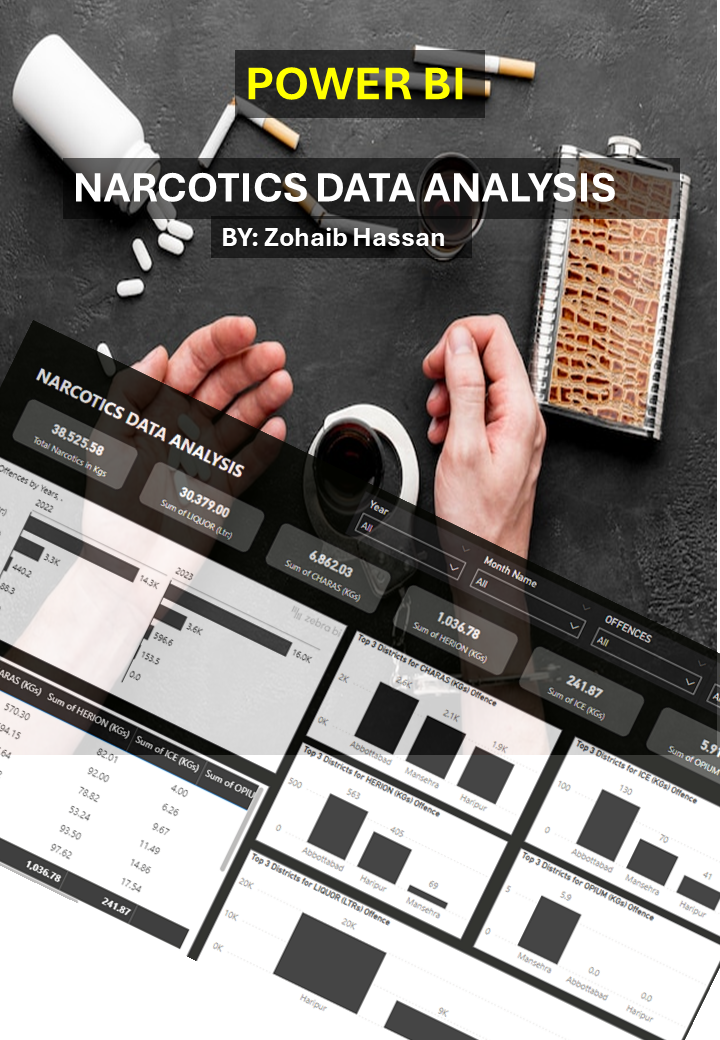 POWER BI
NARCOTICS DATA ANALYSIS
BY: Zohaib Hassan
NARCOTICS DATA ANALYSIS
38,525.58
Total Narcotics in Kgs
30,379.00
Sum of LIQUOR (Ltr)
6,862.03
Sum of CHARAS (KGs)
1,036.78
Sum of HERION (KGs)
241.87
Sum of ICE (KGs)
5.91
Sum of OPIUM
Year
All
Month Name
All
OFFENCES
All
Offences by Years,
2022
14.3K
3.3K
440.2
88.3
2023
16.0K
3.6K
596.6
153.5
0.0
zebra bi
ARAS (KGs) Sum of HERION (KGs) Sum of ICE (KGs) Sum of OPIU
570.30 82.01 4.00
94.15 92.00 6.26
.64 78.82 9.67
53.24 11.49
93.50 14.86
97.62 17.54
1,036.78 241.87
Top 3 Districts for CHARAS (KGs) Offence
2K
0K
2.6K
2.1K
1.9K
Abbottabad
Mansehra
Haripur
Top 3 Districts for HERION (KGs) Offence
500
0
563
405
69
Abbottabad
Haripur
Mansehra
Top 3 Districts for ICE (KGs) Offence
100
0
130
70
41
Abbottabad
Mansehra
Haripur
Top 3 Districts for OPIUM (KGs) Offence
5
0
5.9
0.0
0.0
Mansehra
Abbottabad
Haripur
Top 3 Districts for LIQUOR (LTRs) Offence
20K
10K
0K
20K
9K
Haripur